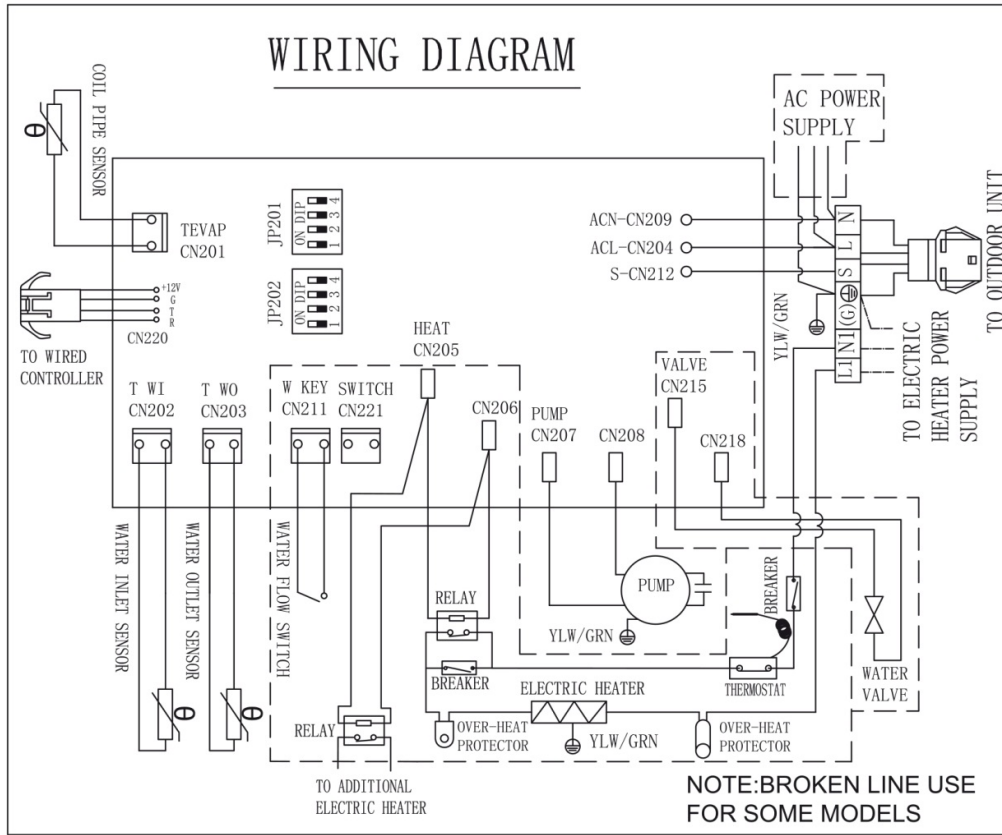 WIRING DIAGRAM
COIL PIPE SENSOR
θ
TEVAP
CN201
JP201
ON DIP
1 2 3 4
JP202
ON DIP
1 2 3 4
+12V
G
T
R
CN220
TO WIRED
CONTROLLER
AC POWER
SUPPLY
ACN-CN209
ACL-CN204
S-CN212
N
L
S
(G)
N1
L1
YLW/GRN
TO OUTDOOR UNIT
TO ELECTRIC
HEATER POWER
SUPPLY
T WI
CN202
T WO
CN203
W KEY
CN211
SWITCH
CN221
HEAT
CN205
CN206
PUMP
CN207
CN208
VALVE
CN215
CN218
WATER INLET SENSOR
θ
WATER OUTLET SENSOR
θ
WATER FLOW SWITCH
RELAY
BREAKER
PUMP
YLW/GRN
BREAKER
THERMOSTAT
WATER
VALVE
RELAY
TO ADDITIONAL
ELECTRIC HEATER
OVER-HEAT
PROTECTOR
ELECTRIC HEATER
YLW/GRN
OVER-HEAT
PROTECTOR
NOTE:BROKEN LINE USE
FOR SOME MODELS